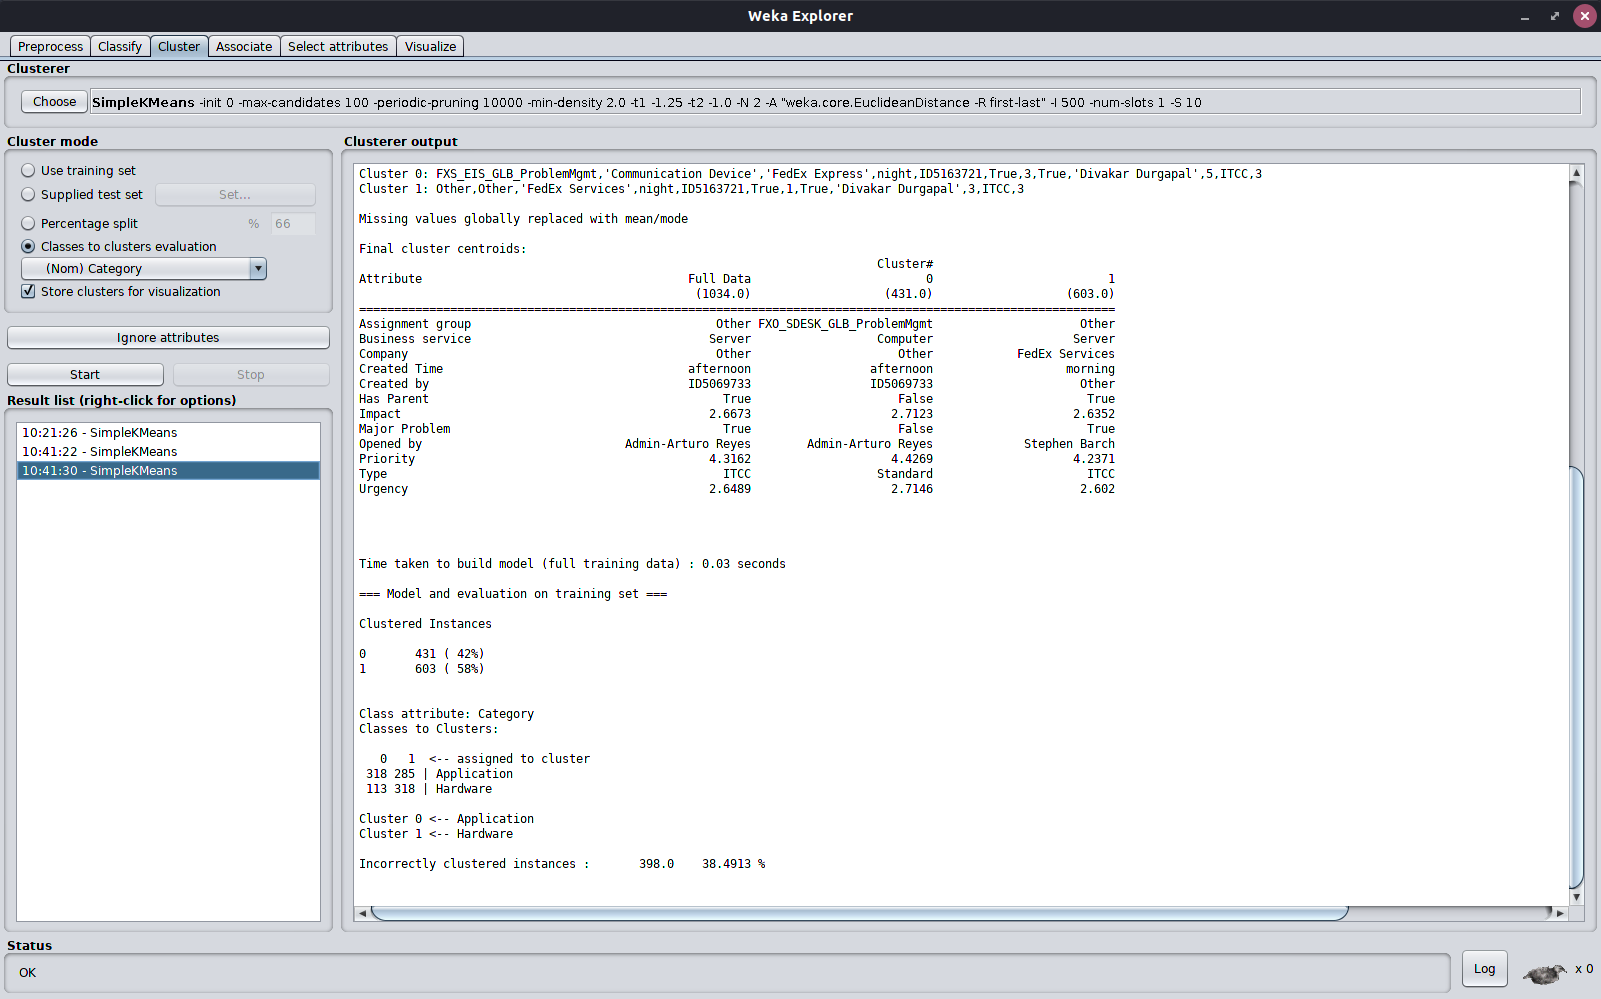 Weka Explorer
Preprocess Classify Cluster Associate Select attributes Visualize
Clusterer
Choose SimpleKMeans -init 0 -max-candidates 100 -periodic-pruning 10000 -min-density 2.0 -t1 -1.25 -t2 -1.0 -N 2 -A "weka.core.EuclideanDistance -R first-last" -I 500 -num-slots 1 -S 10
Cluster mode
Use training set
Supplied test set Set...
Percentage split % 66
Classes to clusters evaluation
(Nom) Category
Store clusters for visualization
Ignore attributes
Start Stop
Result list (right-click for options)
10:21:26 - SimpleKMeans
10:41:22 - SimpleKMeans
10:41:30 - SimpleKMeans
Clusterer output
Cluster 0: FXS_EIS_GLB_ProblemMgmt,'Communication Device','FedEx Express',night,ID5163721,True,3,True,'Divakar Durgapal',5,ITCC,3
Cluster 1: Other,Other,'FedEx Services',night,ID5163721,True,1,True,'Divakar Durgapal',3,ITCC,3
Missing values globally replaced with mean/mode
Final cluster centroids:
Cluster#
Attribute Full Data 0 1
(1034.0) (431.0) (603.0)
============================================================================================================
Assignment group Other FXO_SDESK_GLB_ProblemMgmt Other
Business service Server Computer Server
Company Other Other FedEx Services
Created Time afternoon afternoon morning
Created by ID5069733 ID5069733 Other
Has Parent True False True
Impact 2.6673 2.7123 2.6352
Major Problem True False True
Opened by Admin-Arturo Reyes Admin-Arturo Reyes Stephen Barch
Priority 4.3162 4.4269 4.2371
Type ITCC Standard ITCC
Urgency 2.6489 2.7146 2.602
Time taken to build model (full training data) : 0.03 seconds
=== Model and evaluation on training set ===
Clustered Instances
0 431 ( 42%)
1 603 ( 58%)
Class attribute: Category
Classes to Clusters:
0 1 <-- assigned to cluster
318 285 | Application
113 318 | Hardware
Cluster 0 <-- Application
Cluster 1 <-- Hardware
Incorrectly clustered instances : 398.0 38.4913 %
Status
OK
Log x 0